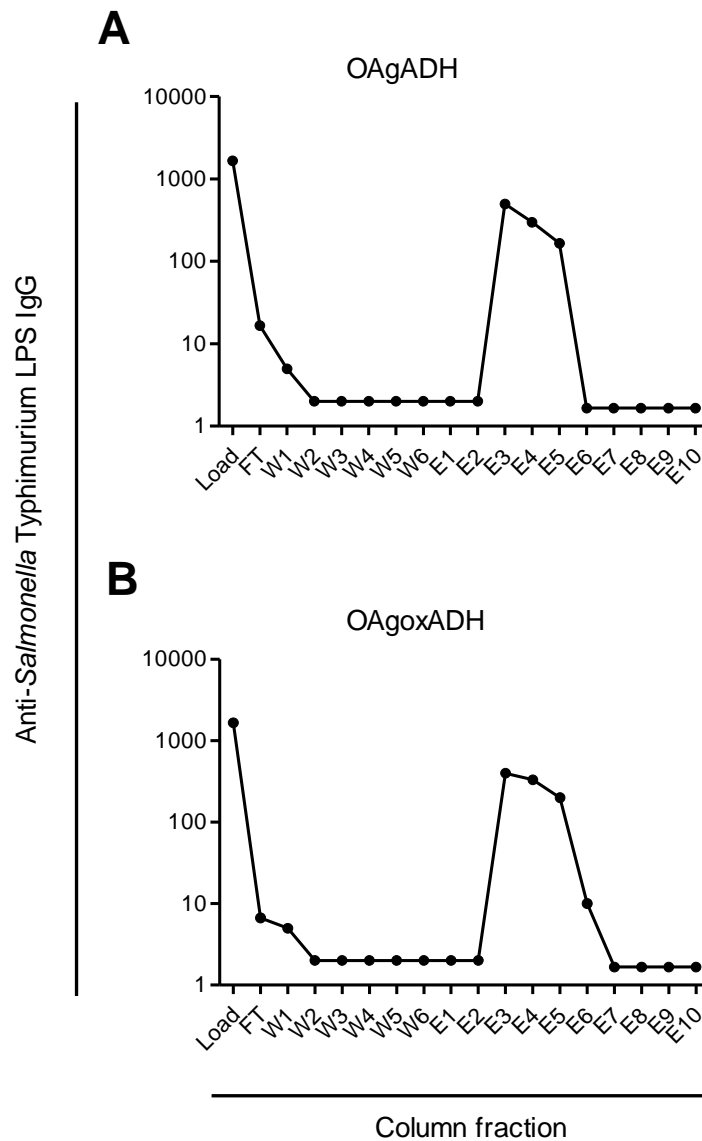 A
OAgADH
10000
1000
100
10
1
Load FT W1 W2 W3 W4 W5 W6 E1 E2 E3 E4 E5 E6 E7 E8 E9 E10
Anti-Salmonella Typhimurium LPS IgG
B
OAgoxADH
10000
1000
100
10
1
Load FT W1 W2 W3 W4 W5 W6 E1 E2 E3 E4 E5 E6 E7 E8 E9 E10
Column fraction